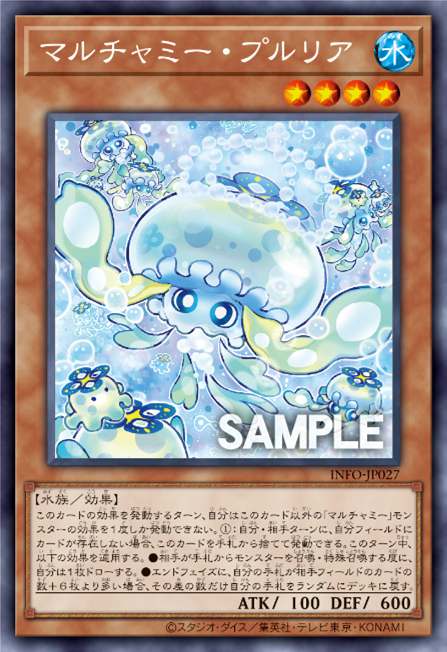 マルチャミー・プルリア
水
SAMPLE
INFO-JP027
【水族／効果】
このカードの効果を発動するターン、自分はこのカード以外の「マルチャミー」モン
スターの効果を１度しか発動できない。①：自分・相手ターンに、自分フィールドに
カードが存在しない場合、このカードを手札から捨てて発動できる。このターン中、
以下の効果を適用する。●相手が手札からモンスターを召喚・特殊召喚する度に、
自分は１枚ドローする。●エンドフェイズに、自分の手札が相手フィールドのカードの
数＋６枚より多い場合、その差の数だけ自分の手札をランダムにデッキに戻す。
ATK/ 100 DEF/ 600
©スタジオ・ダイス／集英社・テレビ東京・KONAMI